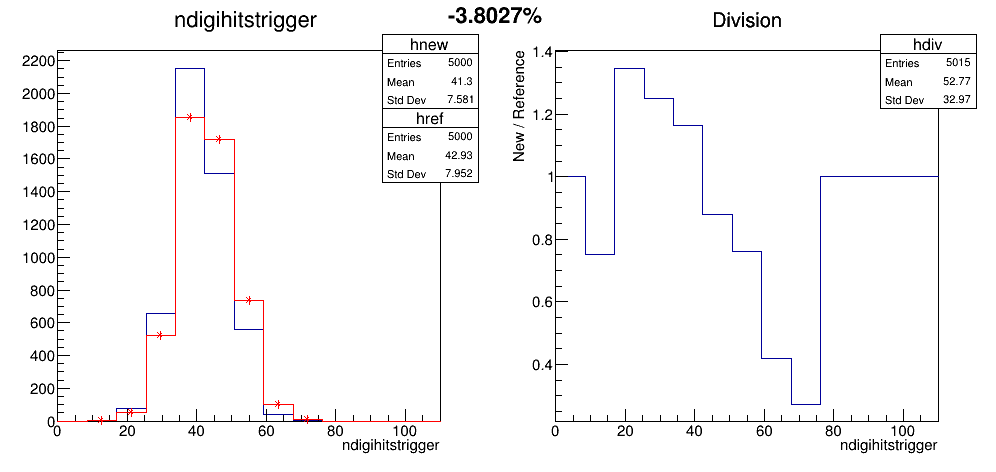 -3.8027%
ndigihitstrigger
hnew
Entries 5000
Mean 41.3
Std Dev 7.581
href
Entries 5000
Mean 42.93
Std Dev 7.952
2200
2000
1800
1600
1400
1200
1000
800
600
400
200
0
0 20 40 60 80 100
ndigihitstrigger
Division
hdiv
Entries 5015
Mean 52.77
Std Dev 32.97
New / Reference
1.4
1.2
1
0.8
0.6
0.4
0 20 40 60 80 100
ndigihitstrigger